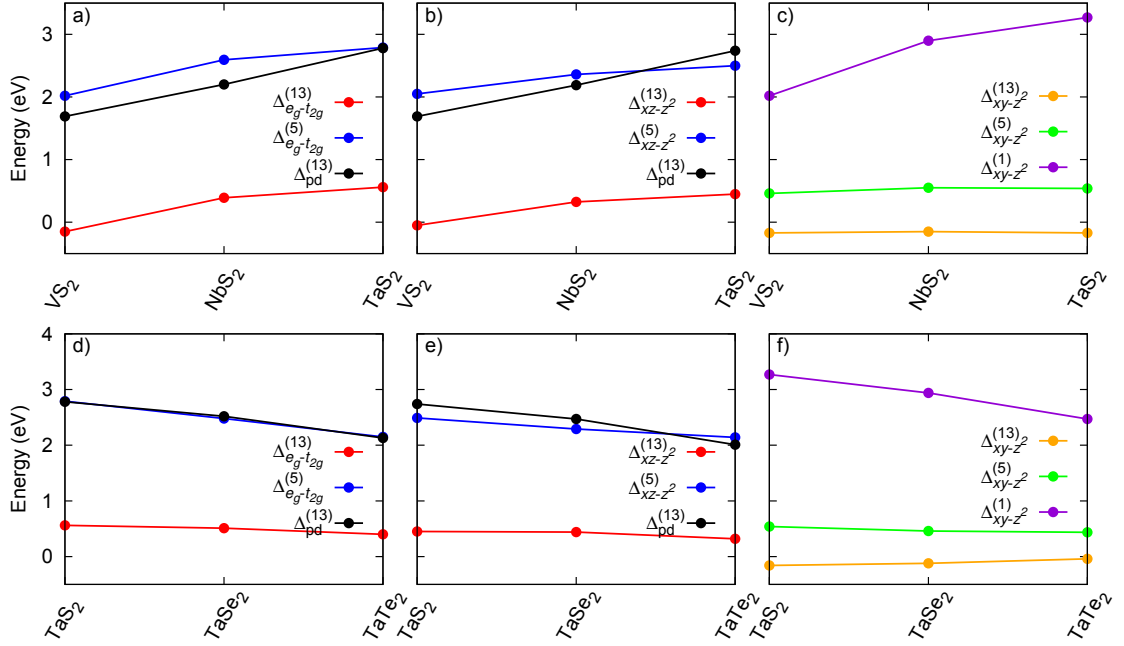 a)
b)
c)
Energy (eV)
3
2
1
0
Δ(13)eg-t2g
Δ(5)eg-t2g
Δ(13)pd
Δ(13)xz-z2
Δ(5)xz-z2
Δ(13)pd
Δ(13)xy-z2
Δ(5)xy-z2
Δ(1)xy-z2
VS2
NbS2
TaS2
VS2
NbS2
TaS2
VS2
NbS2
TaS2
d)
e)
f)
Energy (eV)
4
3
2
1
0
Δ(13)eg-t2g
Δ(5)eg-t2g
Δ(13)pd
Δ(13)xz-z2
Δ(5)xz-z2
Δ(13)pd
Δ(13)xy-z2
Δ(5)xy-z2
Δ(1)xy-z2
TaS2
TaSe2
TaTe2
TaS2
TaSe2
TaTe2
TaS2
TaSe2
TaTe2